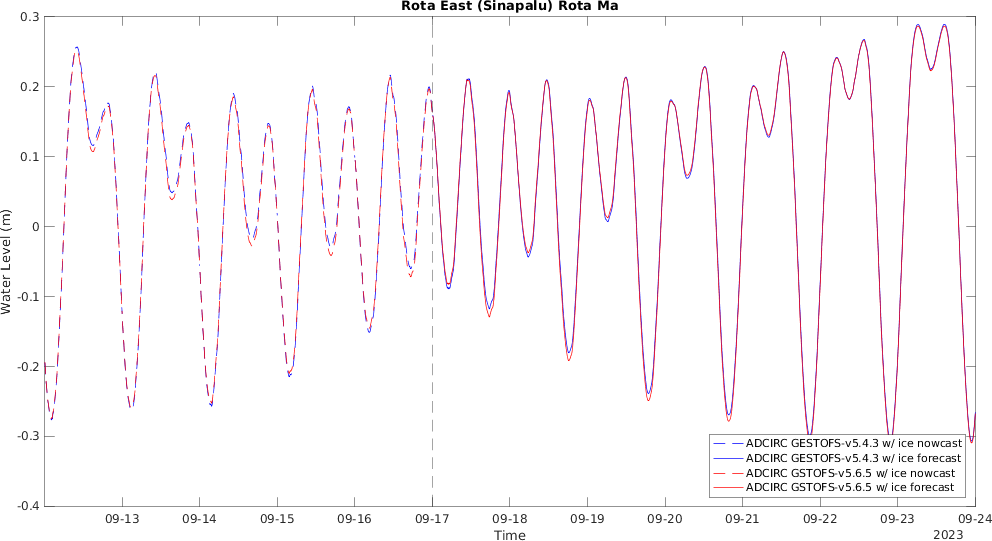 Rota East (Sinapalu) Rota Ma
0.3
0.2
0.1
0
-0.1
-0.2
-0.3
-0.4
Water Level (m)
ADCIRC GESTOFS-v5.4.3 w/ ice nowcast
ADCIRC GESTOFS-v5.4.3 w/ ice forecast
ADCIRC GSTOFS-v5.6.5 w/ ice nowcast
ADCIRC GSTOFS-v5.6.5 w/ ice forecast
09-13 09-14 09-15 09-16 09-17 09-18 09-19 09-20 09-21 09-22 09-23 09-24
Time
2023